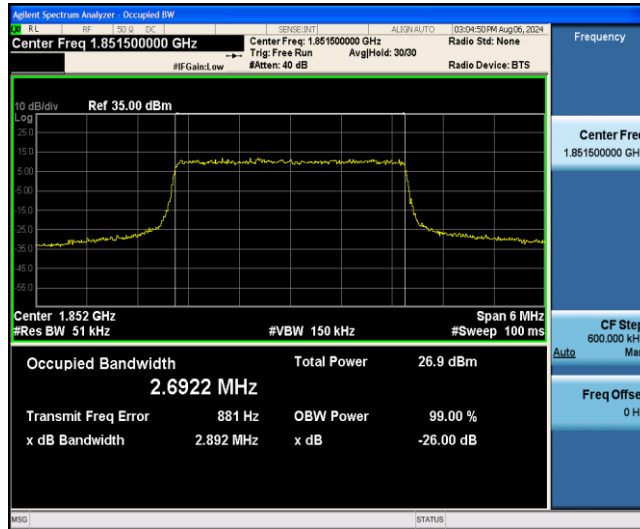 Agilent Spectrum Analyzer - Occupied BW
RL RF 50 Ω DC SENSE:INT ALIGN AUTO 03:04:50PM Aug 06, 2024
Center Freq 1.851500000 GHz Center Freq: 1.851500000 GHz Radio Std: None Frequency
Trig: Free Run Avg|Hold: 30/30
#IFGain:Low #Atten: 40 dB Radio Device: BTS
10 dB/div Ref 35.00 dBm
Log
25.0
15.0
5.00
-5.00
-15.0
-25.0
-35.0
-45.0
-55.0
Center Fre
1.851500000 GH
Center 1.852 GHz Span 6 MHz
#Res BW 51 kHz #VBW 150 kHz #Sweep 100 ms
CF Step
600.000 kH
Auto Ma
Occupied Bandwidth Total Power 26.9 dBm
2.6922 MHz
Transmit Freq Error 881 Hz OBW Power 99.00 %
x dB Bandwidth 2.892 MHz x dB -26.00 dB
Freq Offse
0 H
MSG STATUS